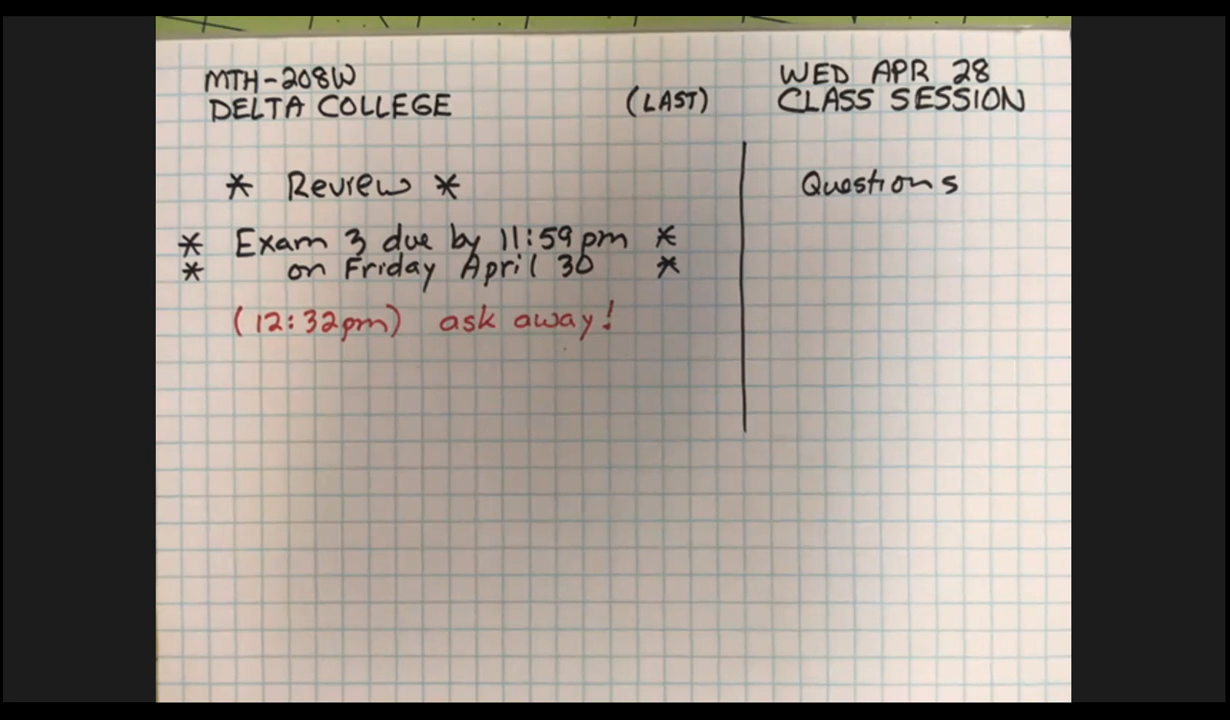 MTH-208W
DELTA COLLEGE
(LAST)
WED APR 28
CLASS SESSION
* Review *
* Exam 3 due by 11:59pm *
* on Friday April 30 *
(12:32pm) ask away!
Questions